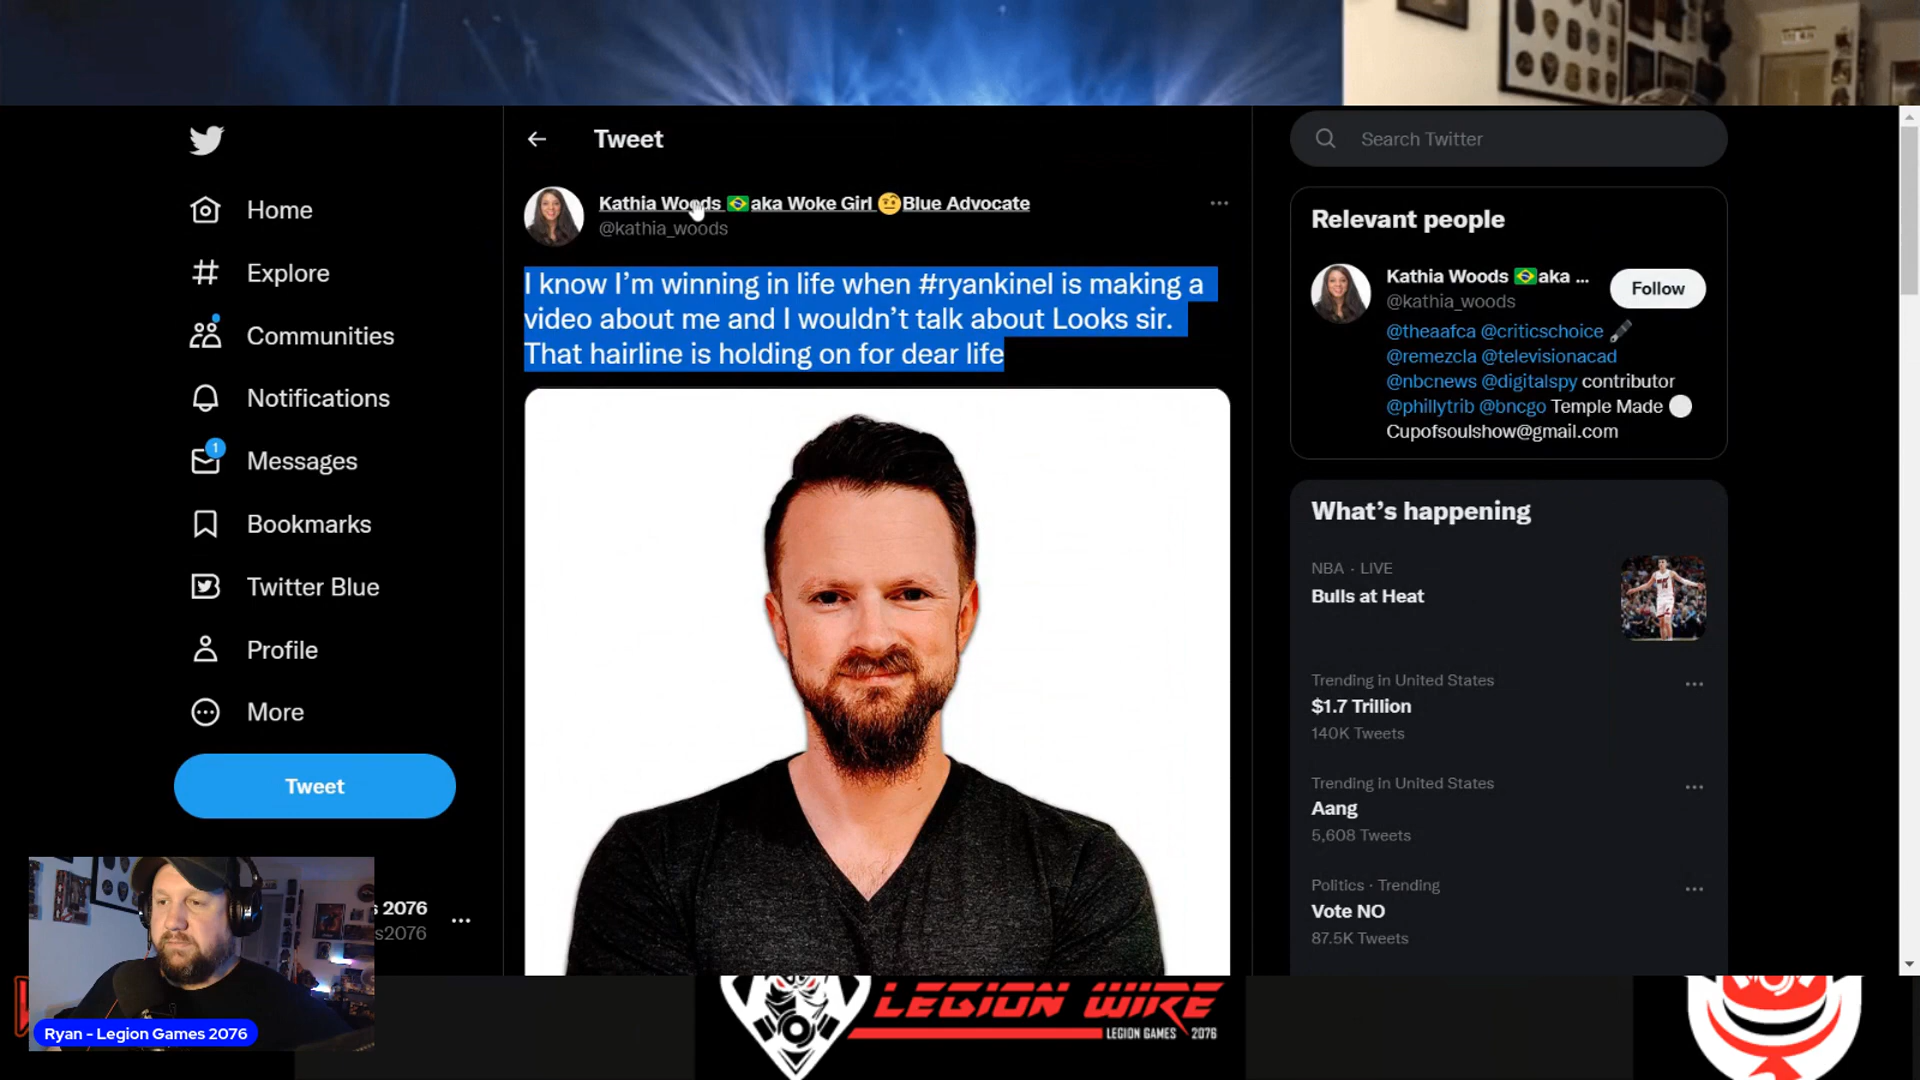 Tweet
Search Twitter
Kathia Woods 🇧🇷aka Woke Girl 🤨Blue Advocate
@kathia_woods
I know I'm winning in life when #ryankinel is making a
video about me and I wouldn't talk about Looks sir.
That hairline is holding on for dear life
Home
Explore
Communities
Notifications
1
Messages
Bookmarks
Twitter Blue
Profile
More
Tweet
s 2076
s2076
Ryan - Legion Games 2076
Relevant people
Kathia Woods 🇧🇷aka ...
@kathia_woods
Follow
@theaafca @criticschoice 🎤
@remezcla @televisionacad
@nbcnews @digitalspy contributor
@phillytrib @bncgo Temple Made ⚪
Cupofsoulshow@gmail.com
What's happening
NBA · LIVE
Bulls at Heat
Trending in United States
$1.7 Trillion
140K Tweets
Trending in United States
Aang
5,608 Tweets
Politics · Trending
Vote NO
87.5K Tweets
LEGION WIRE
LEGION GAMES 2076